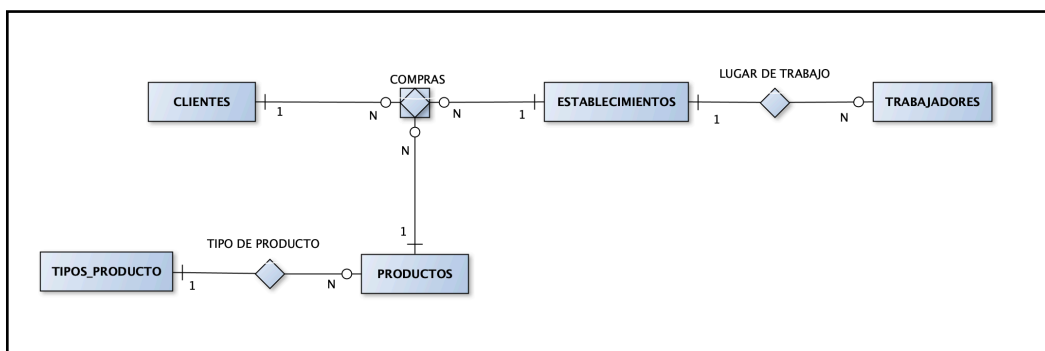 COMPRAS
LUGAR DE TRABAJO
CLIENTES
ESTABLECIMIENTOS
TRABAJADORES
1
N
N
1
1
N
N
1
TIPO DE PRODUCTO
TIPOS_PRODUCTO
PRODUCTOS
1
N